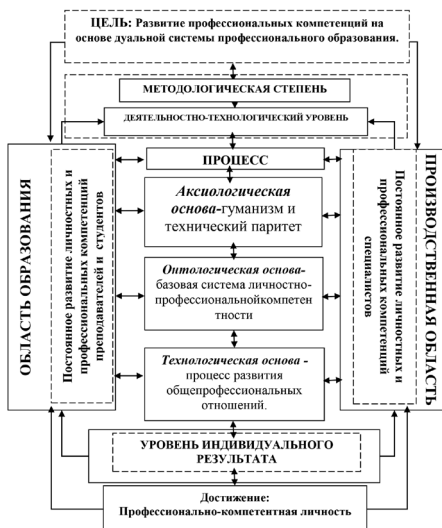 ЦЕЛЬ: Развитие профессиональных компетенций на
основе дуальной системы профессионального образования.
МЕТОДОЛОГИЧЕСКАЯ СТЕПЕНЬ
ДЕЯТЕЛЬНОСТНО-ТЕХНОЛОГИЧЕСКИЙ УРОВЕНЬ
ПРОЦЕСС
ОБЛАСТЬ ОБРАЗОВАНИЯ
Постоянное развитие личностных и
профессиональных компетенций
преподавателей и студентов
Аксиологическая
основа-гуманизм и
технический паритет
Онтологическая основа-
базовая система личностно-
профессиональнойкомпетен
тности
Технологическая основа -
процесс развития
общепрофессиональных
отношений.
Постоянное развитие личностных и
профессиональных компетенций
специалистов
ПРОИЗВОДСТВЕННАЯ ОБЛАСТЬ
УРОВЕНЬ ИНДИВИДУАЛЬНОГО
РЕЗУЛЬТАТА
Достижение:
Профессионально-компетентная личность